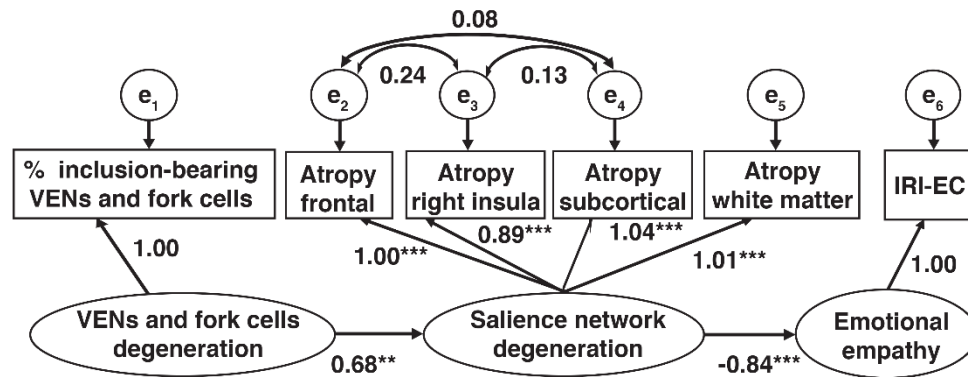 0.08
0.24
0.13
e1
e2
e3
e4
e5
e6
% inclusion-bearing
VENs and fork cells
Atropy
frontal
Atropy
right insula
Atropy
subcortical
Atropy
white matter
IRI-EC
1.00
1.00***
0.89***
1.04***
1.01***
1.00
VENs and fork cells
degeneration
0.68**
Salience network
degeneration
-0.84***
Emotional
empathy